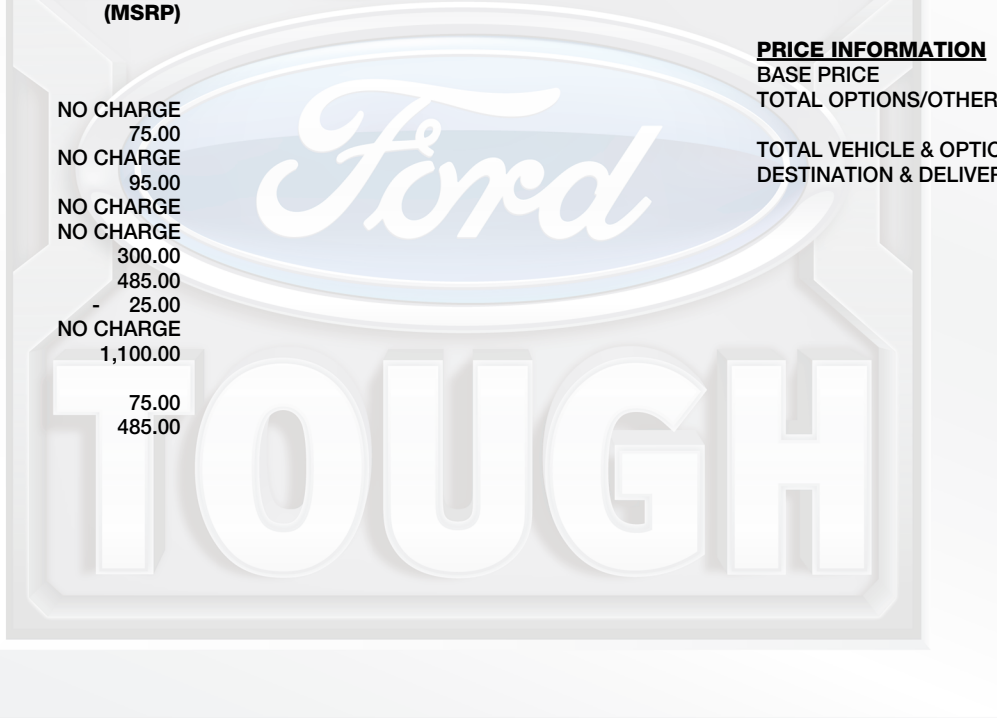 (MSRP)
NO CHARGE
75.00
NO CHARGE
95.00
NO CHARGE
NO CHARGE
300.00
485.00
- 25.00
NO CHARGE
1,100.00
75.00
485.00
PRICE INFORMATION
BASE PRICE
TOTAL OPTIONS/OTHER
TOTAL VEHICLE & OPTIO
DESTINATION & DELIVER
Ford
TOUGH